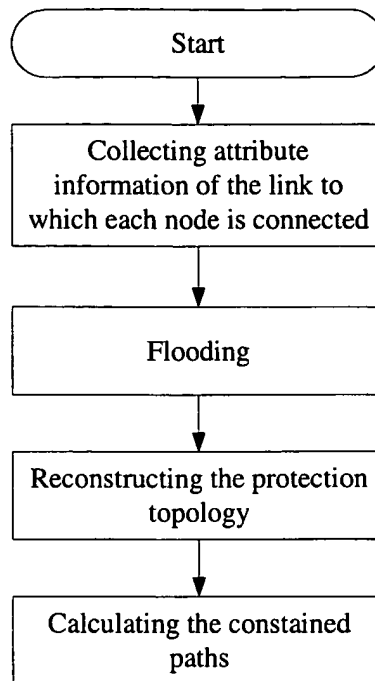 Start
Collecting attribute
information of the link to
which each node is connected
Flooding
Reconstructing the protection
topology
Calculating the constained
paths